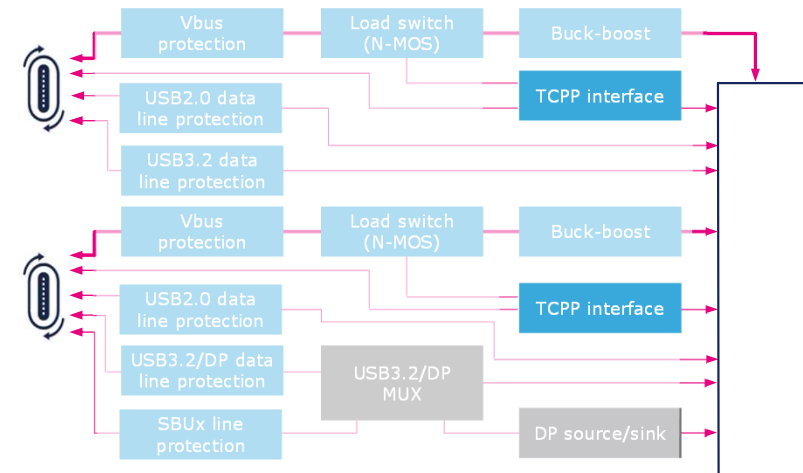 Vbus
protection
Load switch
(N-MOS)
Buck-boost
TCPP interface
USB2.0 data
line protection
USB3.2 data
line protection
Vbus
protection
Load switch
(N-MOS)
Buck-boost
TCPP interface
USB2.0 data
line protection
USB3.2/DP data
line protection
USB3.2/DP
MUX
SBUx line
protection
DP source/sink